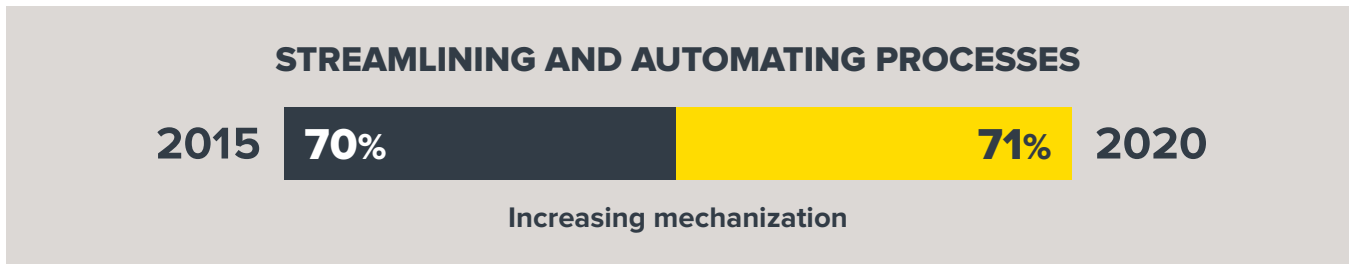 STREAMLINING AND AUTOMATING PROCESSES
2015 70% 71% 2020
Increasing mechanization